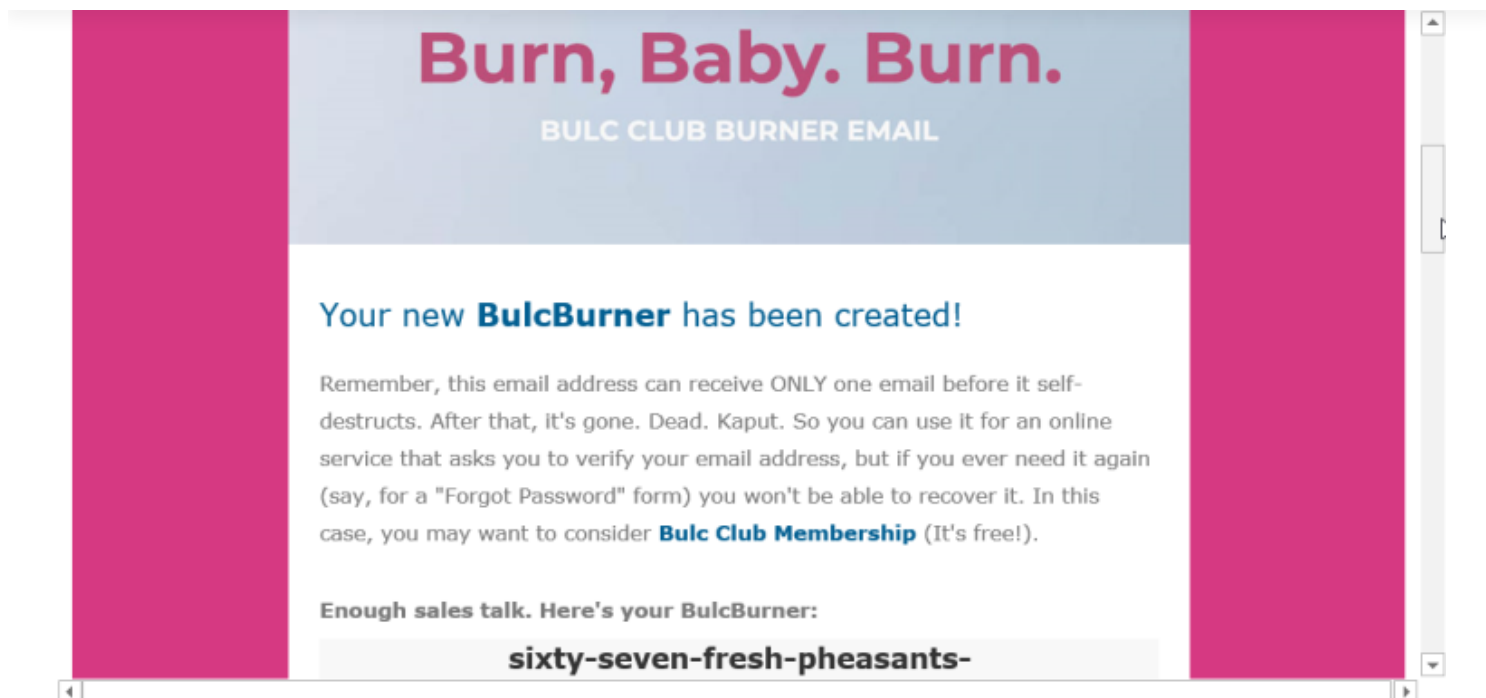 Burn, Baby. Burn.
BULC CLUB BURNER EMAIL
Your new BulcBurner has been created!
Remember, this email address can receive ONLY one email before it self-
destructs. After that, it's gone. Dead. Kaput. So you can use it for an online
service that asks you to verify your email address, but if you ever need it again
(say, for a "Forgot Password" form) you won't be able to recover it. In this
case, you may want to consider Bulc Club Membership (It's free!).
Enough sales talk. Here's your BulcBurner:
sixty-seven-fresh-pheasants-